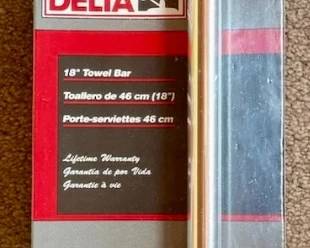 DELTA
18" Towel Bar
Toallero de 46 cm (18")
Porte-serviettes 46 cm
Lifetime Warranty
Garantia de por Vida
Garantie à vie